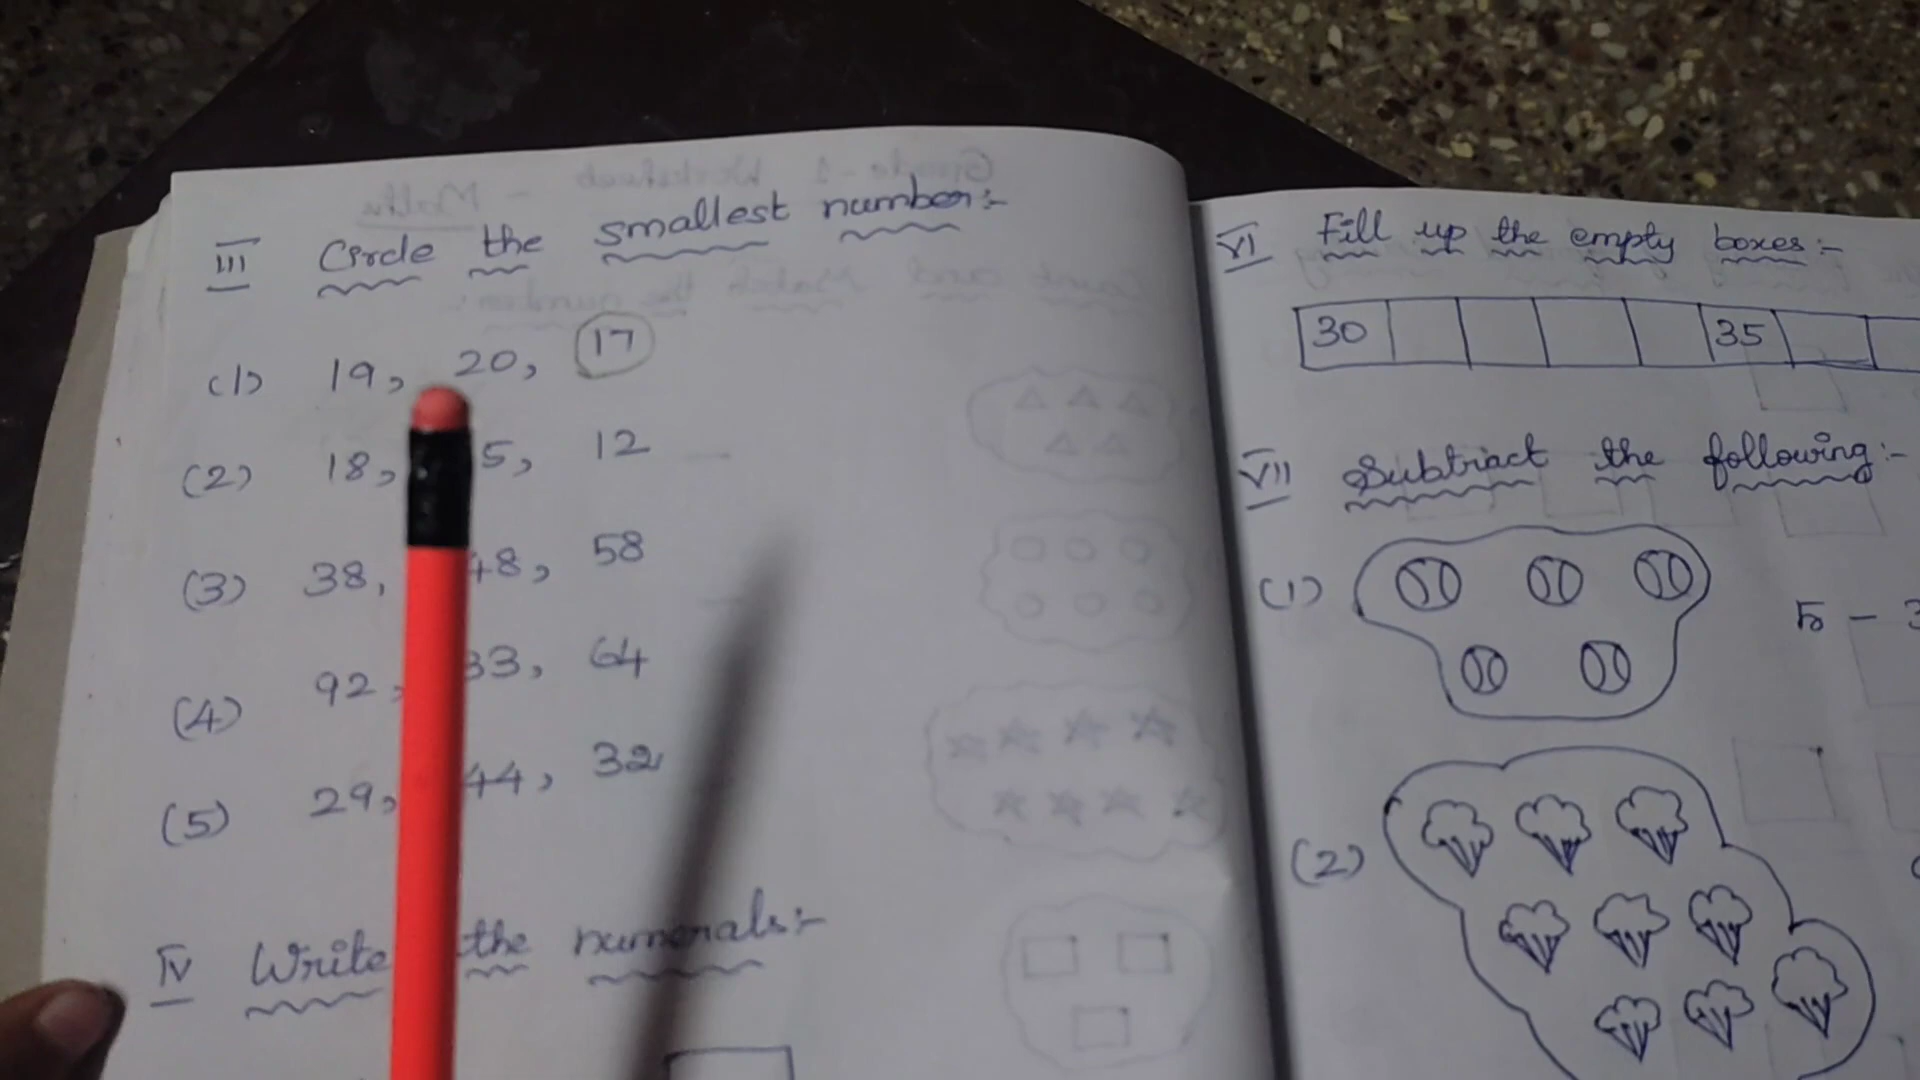 III Circle the smallest number:-
(1) 19, 20, 17
(2) 18, 5, 12
(3) 38, 48, 58
(4) 92, 33, 64
(5) 29, 44, 32
IV Write the numerals:-
VI Fill up the empty boxes:-
30 35
VII Subtract the following:-
(1) 5 -
(2)